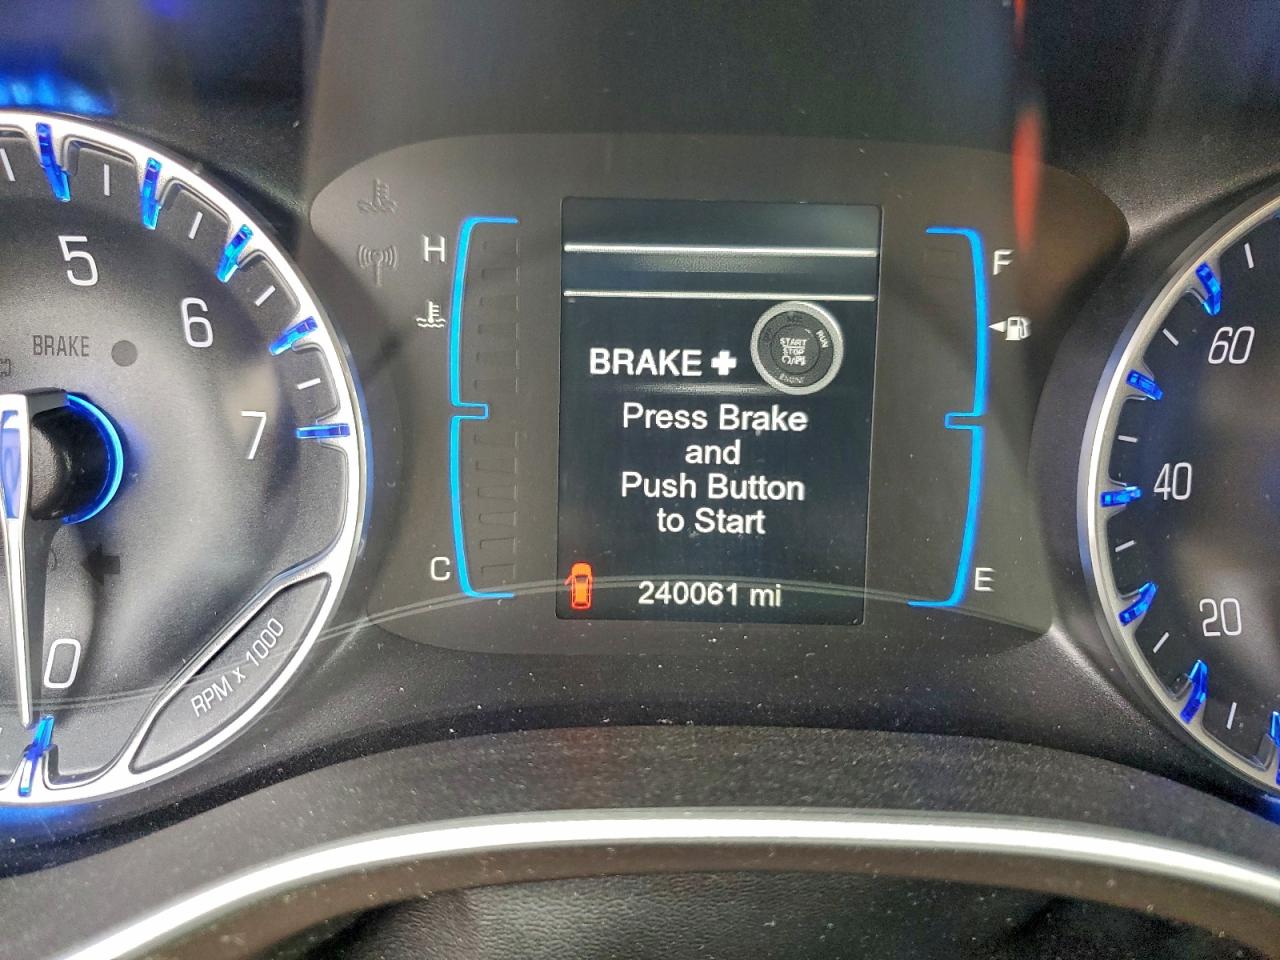 5
6
7
0
BRAKE
RPM x 1000
H
C
BRAKE +
START
STOP
RUN
ENGINE
Press Brake
and
Push Button
to Start
240061 mi
F
E
60
40
20